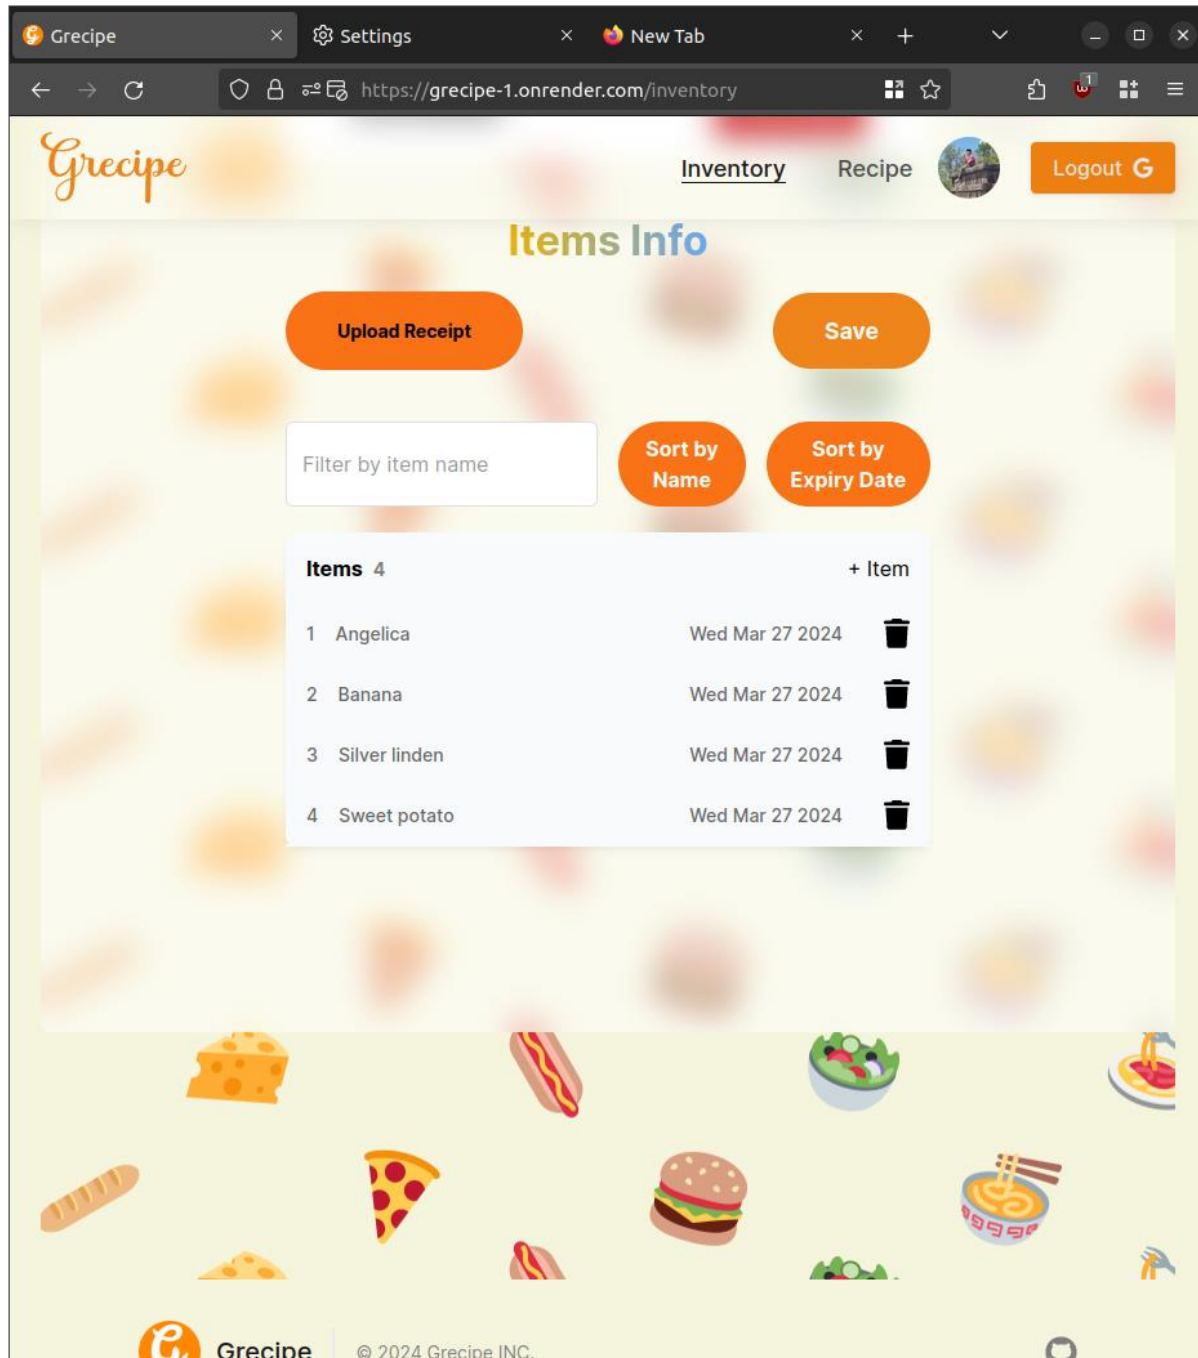 Grecipe
Settings
New Tab
https://grecipe-1.onrender.com/inventory
1
Grecipe
Inventory
Recipe
Logout G
Items Info
Upload Receipt
Save
Filter by item name
Sort by
Name
Sort by
Expiry Date
Items 4
+ Item
1 Angelica Wed Mar 27 2024
2 Banana Wed Mar 27 2024
3 Silver linden Wed Mar 27 2024
4 Sweet potato Wed Mar 27 2024
Grecipe
© 2024 Grecipe INC.